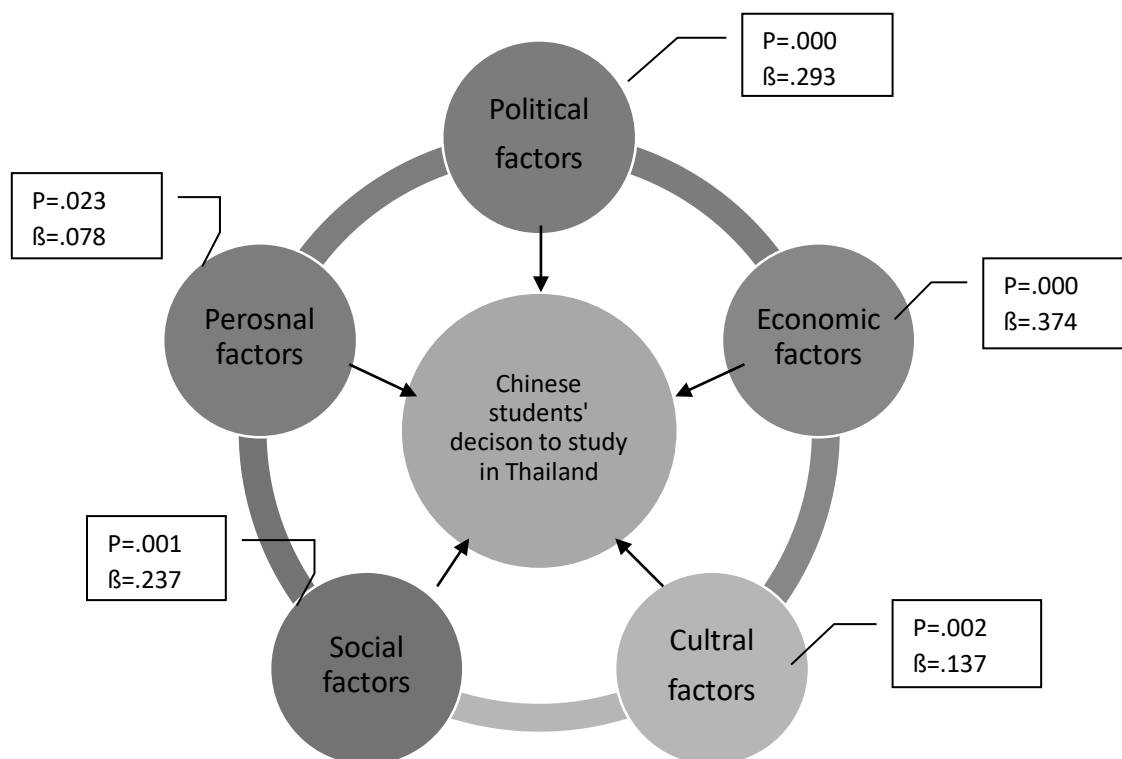 P=.000
ß=.293
Political
factors
P=.023
ß=.078
Perosnal
factors
P=.000
ß=.374
Economic
factors
Chinese
students'
decison to study
in Thailand
P=.001
ß=.237
Social
factors
P=.002
ß=.137
Cultral
factors